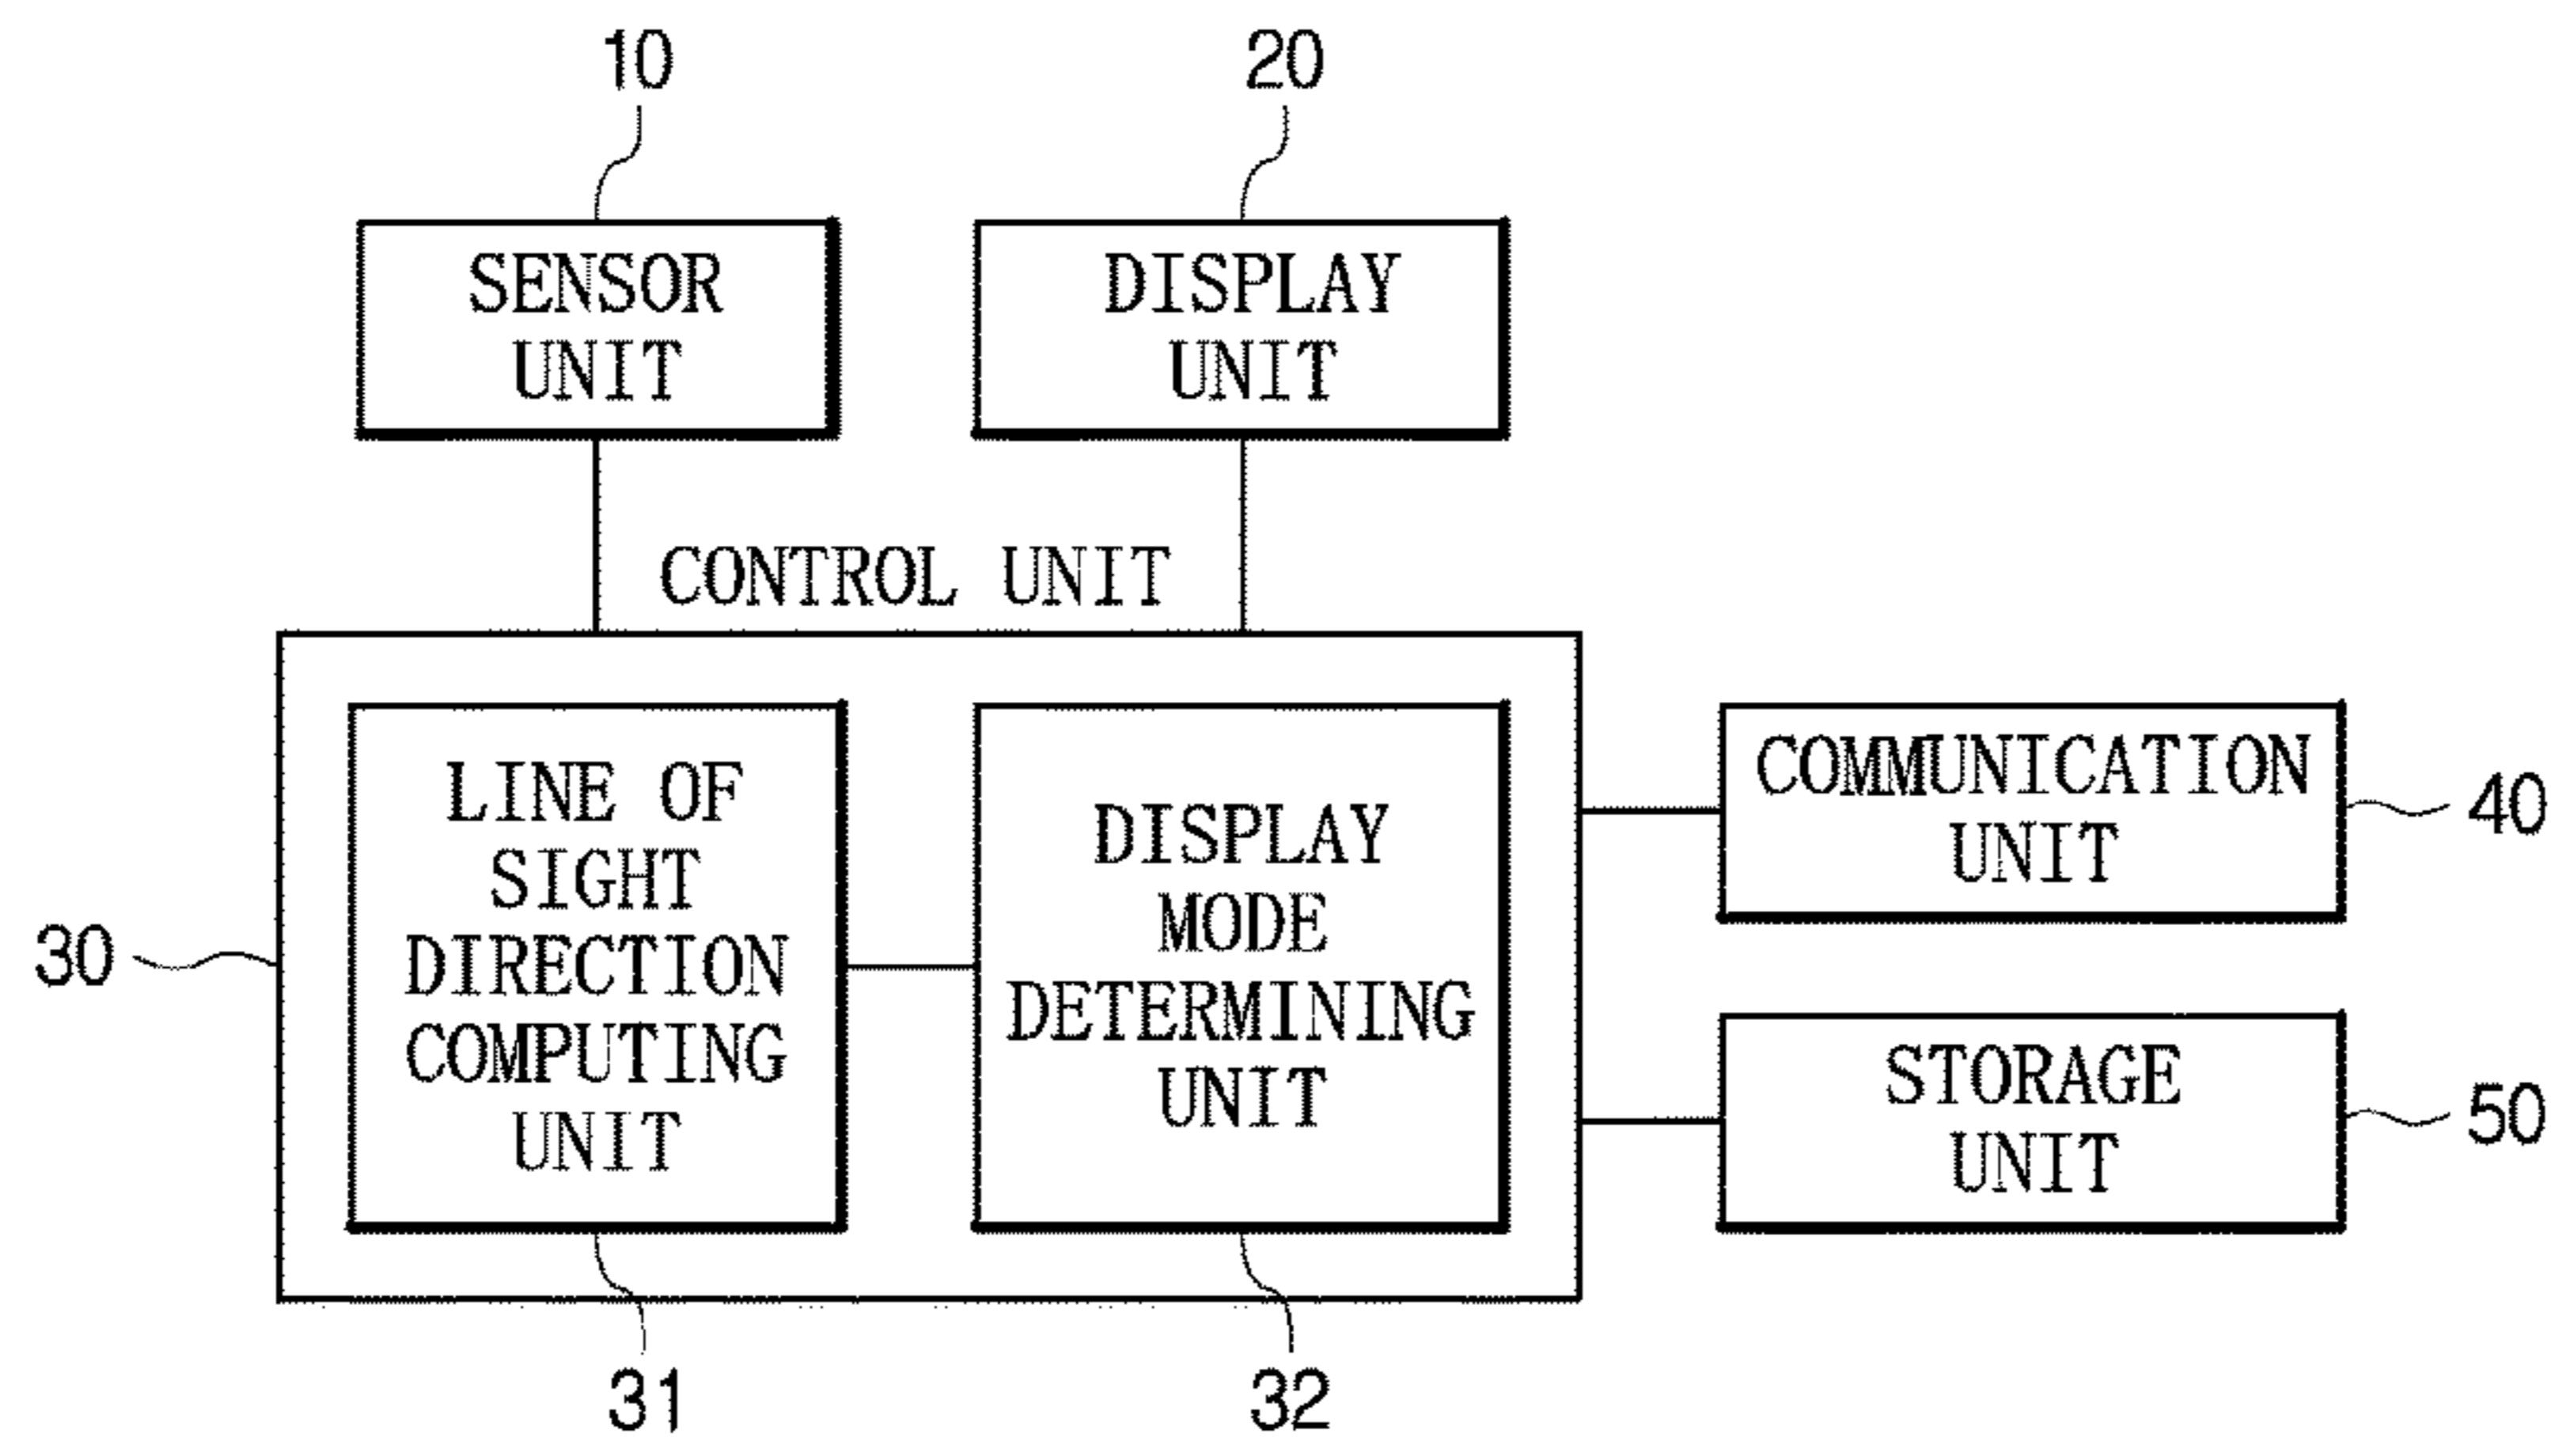 10
20
SENSOR
UNIT
DISPLAY
UNIT
CONTROL UNIT
LINE OF
SIGHT
DIRECTION
COMPUTING
UNIT
DISPLAY
MODE
DETERMINING
UNIT
COMMUNICATION
UNIT
40
30
STORAGE
UNIT
50
31
32